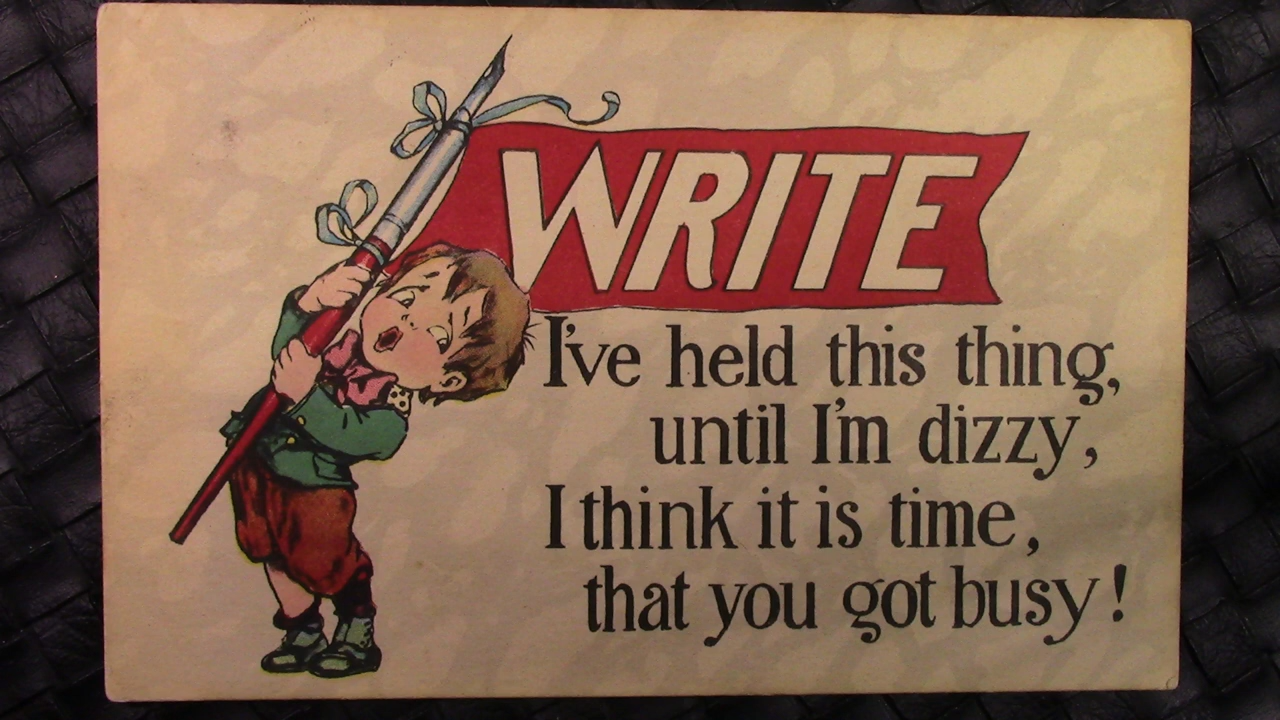 WRITE
I've held this thing,
until I'm dizzy,
I think it is time,
that you got busy!